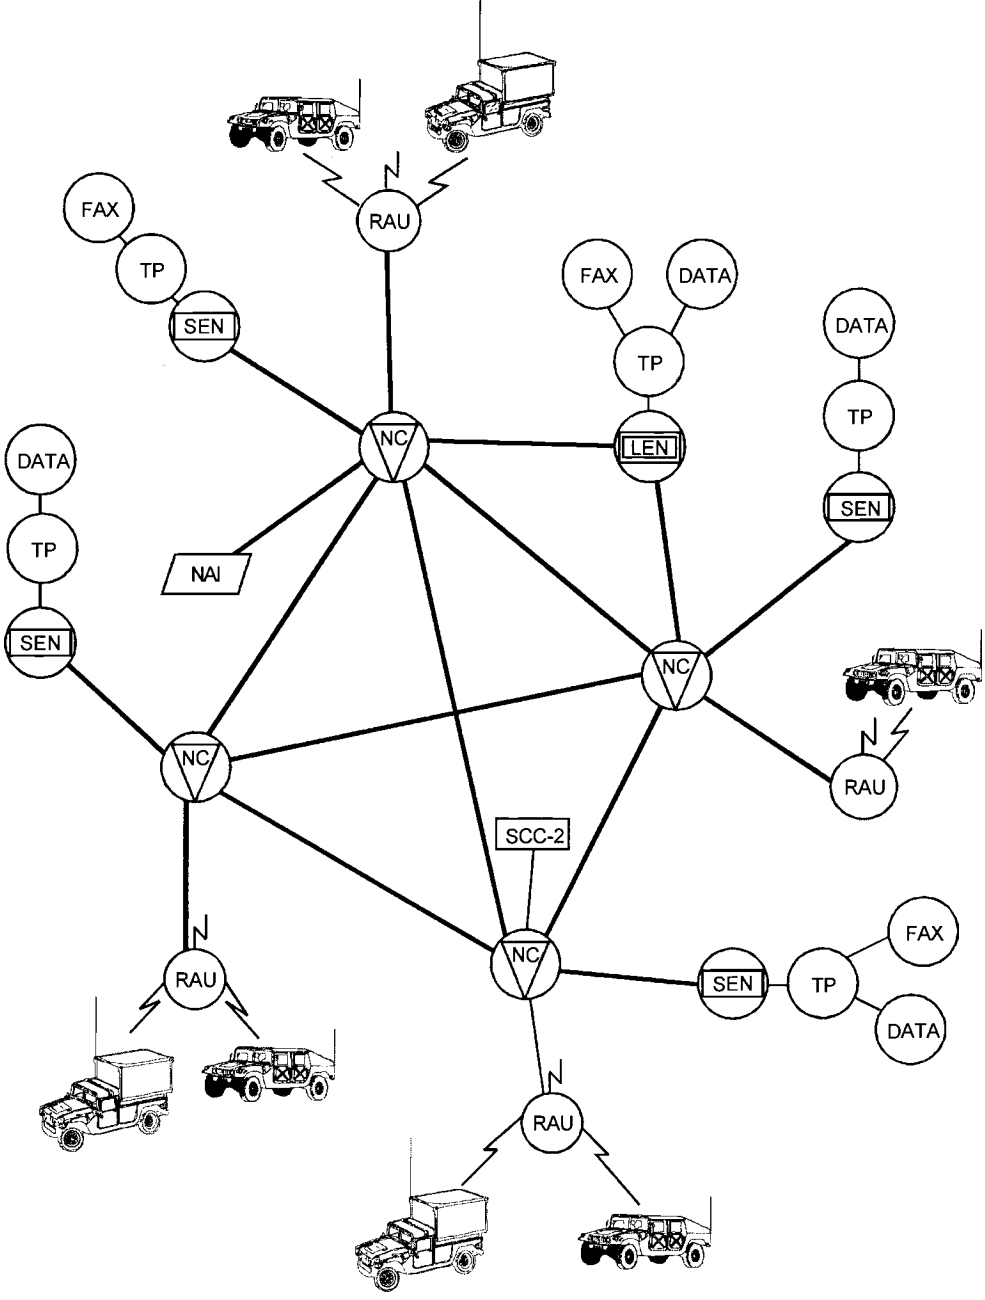 RAU
FAX
TP
SEN
FAX
DATA
TP
LEN
DATA
TP
SEN
NC
NAI
DATA
TP
SEN
NC
RAU
NC
SCC-2
NC
RAU
SEN
TP
FAX
DATA
RAU